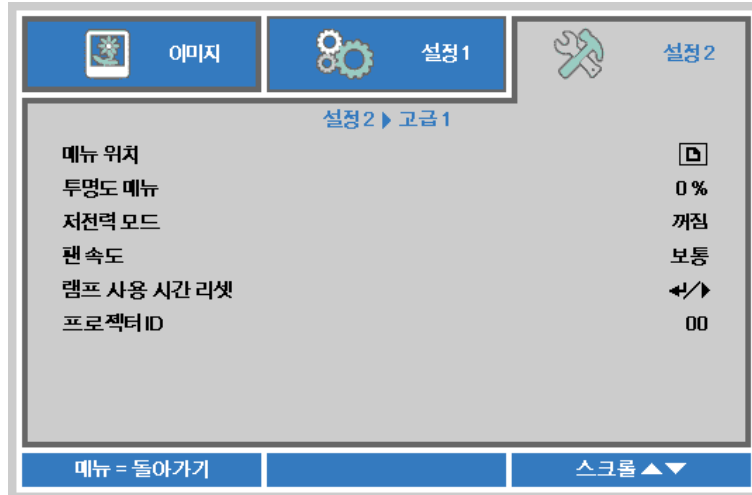 이미지 설정 1 설정 2
설정 2 ▶ 고급 1
메뉴 위치
투명도 메뉴 0 %
저전력 모드 꺼짐
팬 속도 보통
램프 사용 시간 리셋 ↵/▶
프로젝터 ID 00
메뉴 = 돌아가기 스크롤 ▲▼